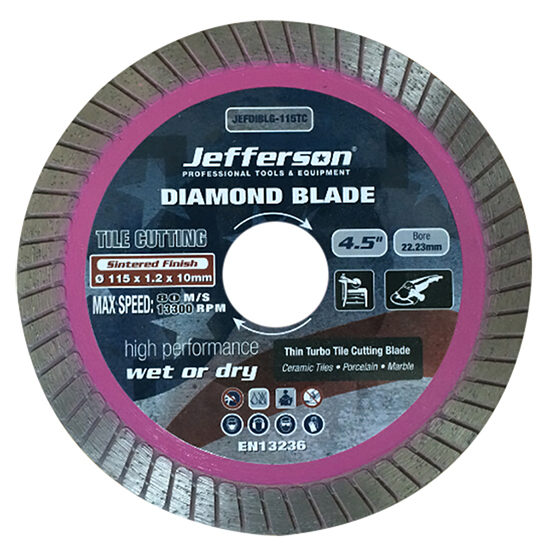 JEFDIBLG-115TC
Jefferson
PROFESSIONAL TOOLS & EQUIPMENT
DIAMOND BLADE
TILE CUTTING
Sintered Finish
Ø 115 x 1.2 x 10mm
MAX SPEED: 80 M/S
13300 RPM
4.5"
Bore
22.23mm
high performance
wet or dry
Thin Turbo Tile Cutting Blade
Ceramic Tiles • Porcelain • Marble
EN13236